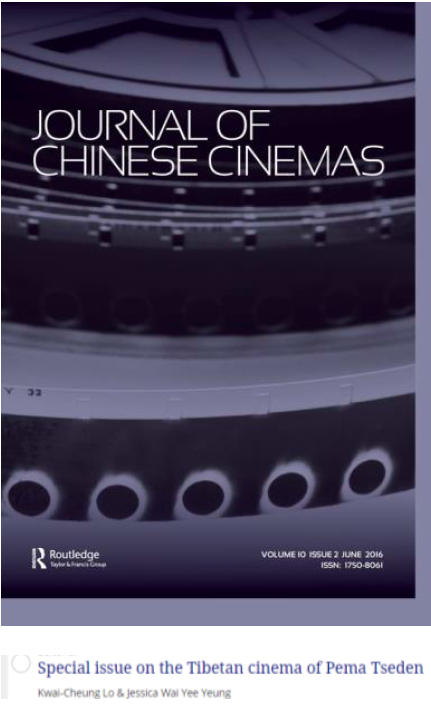 JOURNAL OF
CHINESE CINEMAS
Y 33
Routledge
Taylor & Francis Group
VOLUME 10 ISSUE 2 JUNE 2016
ISSN: 1750-8061
Special issue on the Tibetan cinema of Pema Tseden
Kwai-Cheung Lo & Jessica Wai Yee Yeung